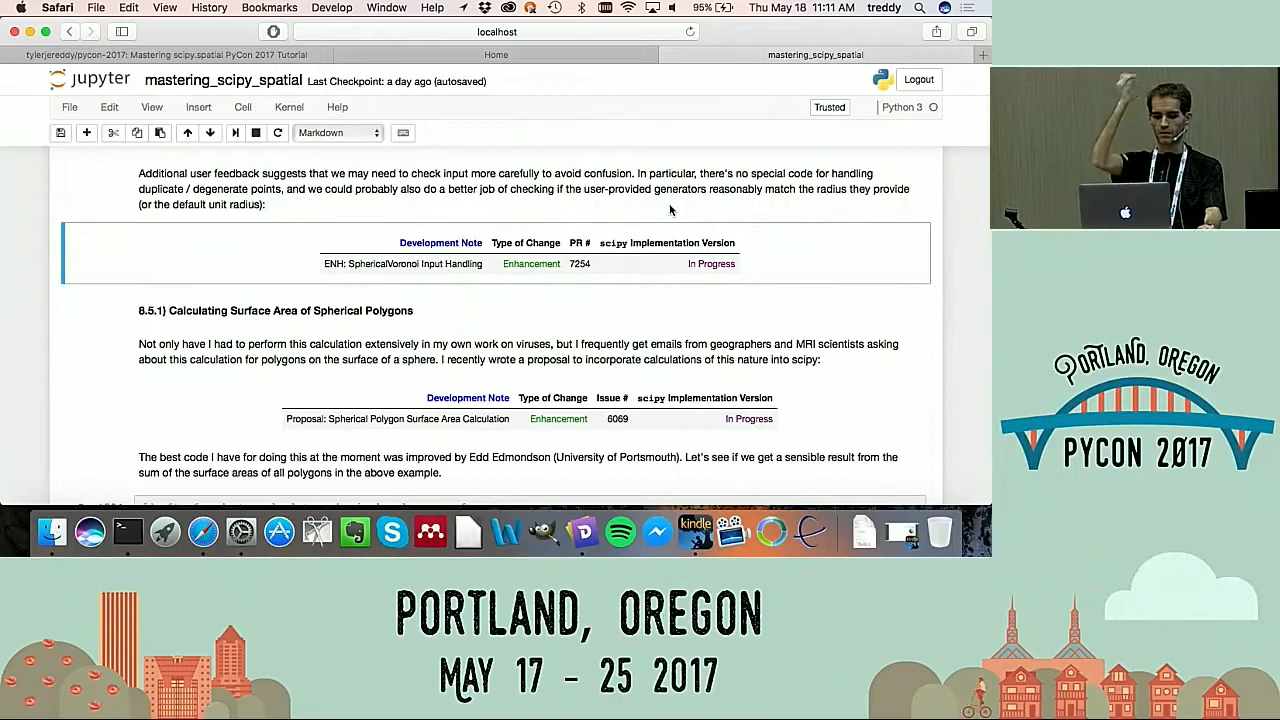 Safari File Edit View History Bookmarks Develop Window Help 95% Thu May 18 11:11 AM treddy
localhost
tylerjereddy/pycon-2017: Mastering scipy.spatial PyCon 2017 Tutorial Home mastering_scipy_spatial
jupyter mastering_scipy_spatial Last Checkpoint: a day ago (autosaved) Logout
File Edit View Insert Cell Kernel Help Trusted Python 3
Markdown
Additional user feedback suggests that we may need to check input more carefully to avoid confusion. In particular, there's no special code for handling
duplicate / degenerate points, and we could probably also do a better job of checking if the user-provided generators reasonably match the radius they provide
(or the default unit radius):
Development Note Type of Change PR # scipy Implementation Version
ENH: SphericalVoronoi Input Handling Enhancement 7254 In Progress
8.5.1) Calculating Surface Area of Spherical Polygons
Not only have I had to perform this calculation extensively in my own work on viruses, but I frequently get emails from geographers and MRI scientists asking
about this calculation for polygons on the surface of a sphere. I recently wrote a proposal to incorporate calculations of this nature into scipy:
Development Note Type of Change Issue # scipy Implementation Version
Proposal: Spherical Polygon Surface Area Calculation Enhancement 6069 In Progress
The best code I have for doing this at the moment was improved by Edd Edmondson (University of Portsmouth). Let's see if we get a sensible result from the
sum of the surface areas of all polygons in the above example.
kindle
PORTLAND, OREGON
PYCON 2017
PORTLAND, OREGON
MAY 17 - 25 2017